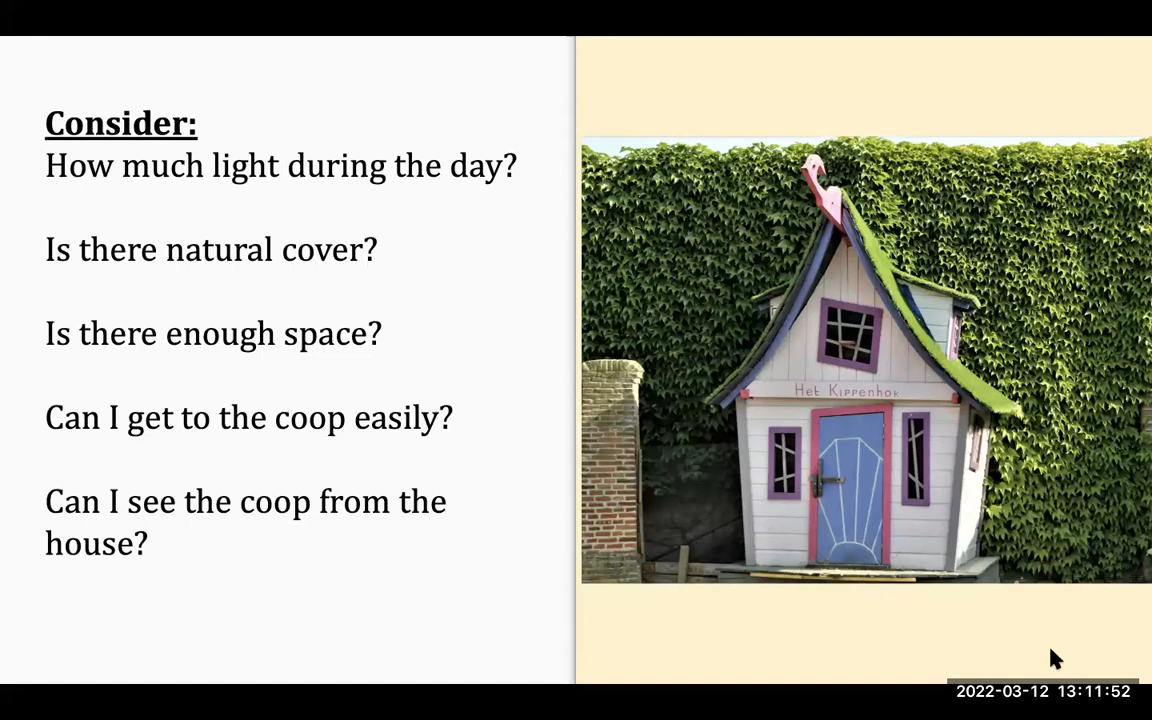 Consider:
How much light during the day?
Is there natural cover?
Is there enough space?
Can I get to the coop easily?
Can I see the coop from the
house?
Het Kippenhok
2022-03-12 13:11:52